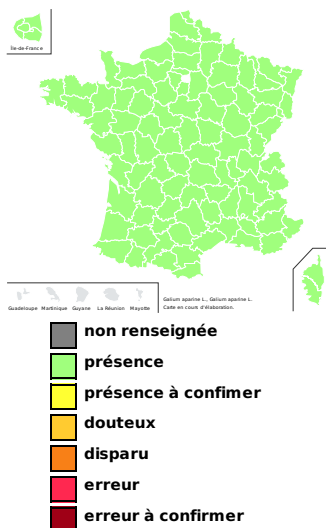 Île-de-France
Guadeloupe Martinique Guyane La Réunion Mayotte
Galium aparine L., Galium aparine L.
Carte en cours d'élaboration.
non renseignée
présence
présence à confimer
douteux
disparu
erreur
erreur à confirmer